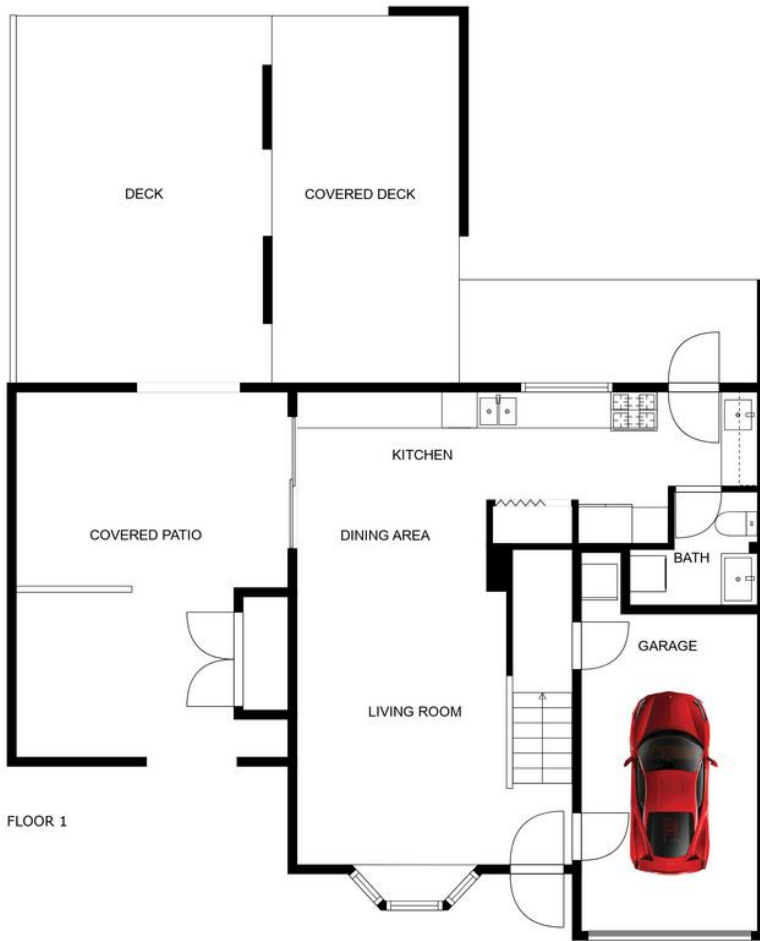 DECK
COVERED DECK
KITCHEN
COVERED PATIO
DINING AREA
BATH
GARAGE
LIVING ROOM
FLOOR 1